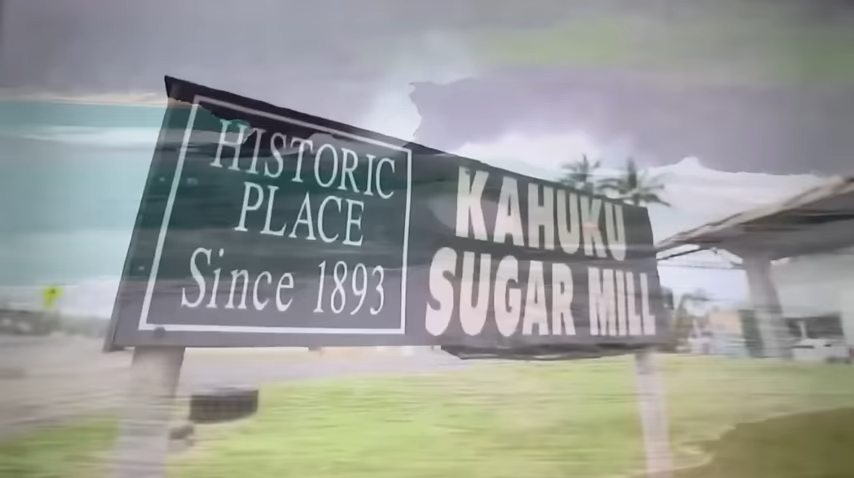 HISTORIC
PLACE
Since 1893
KAHUKU
SUGAR MILL